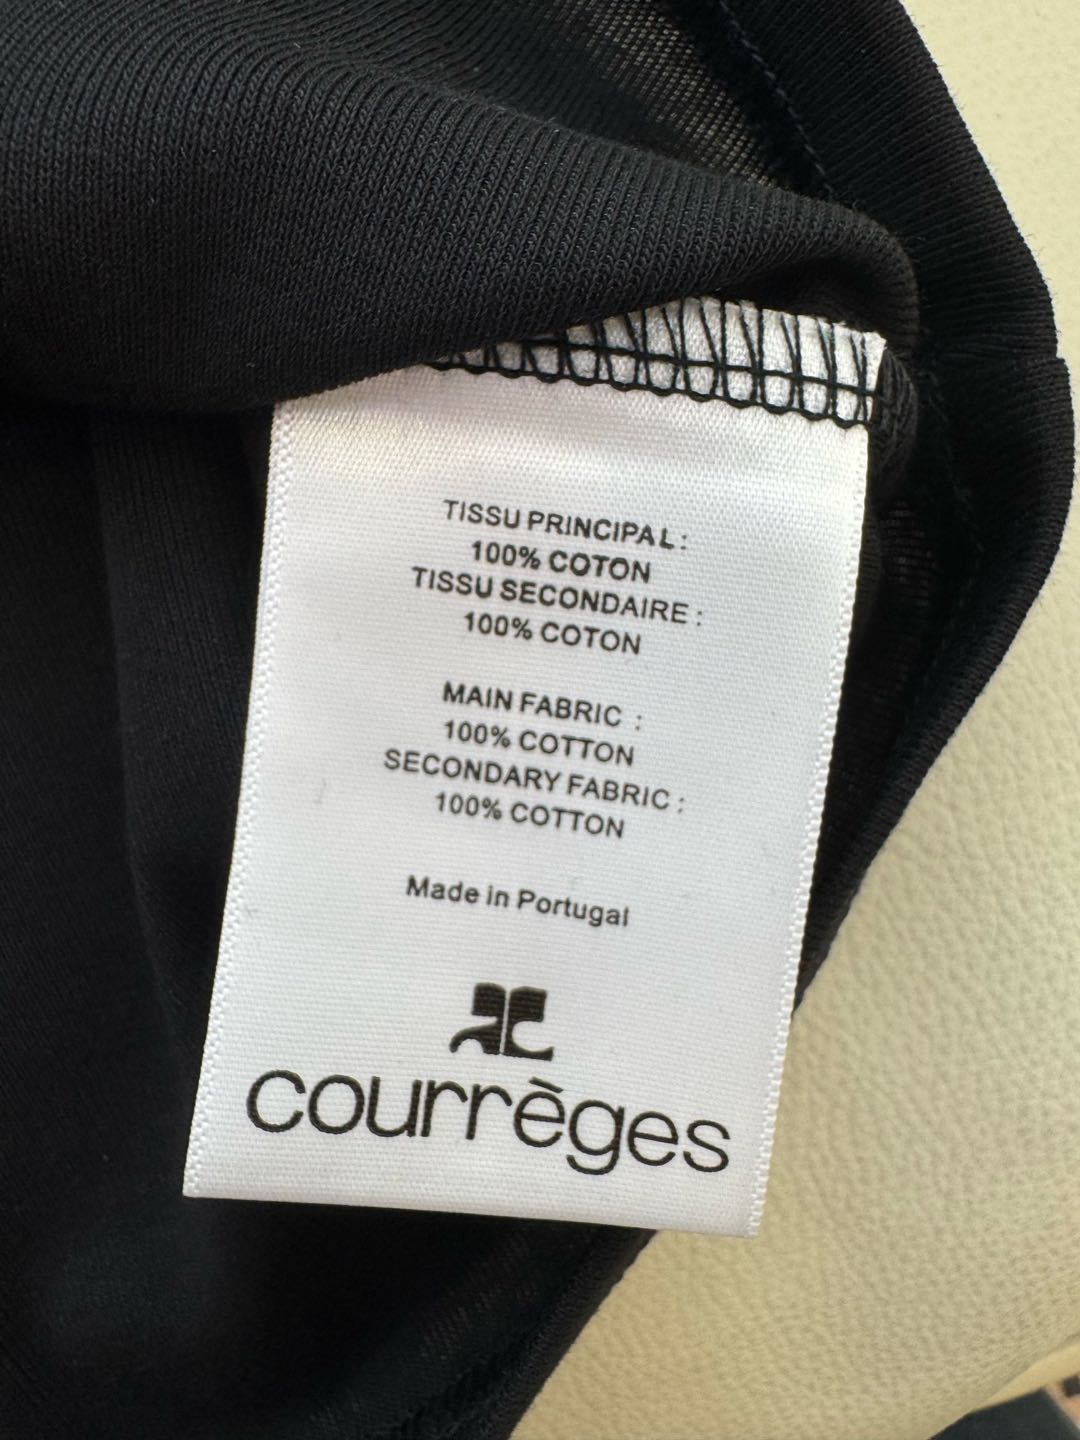 TISSU PRINCIPAL:
100% COTON
TISSU SECONDAIRE :
100% COTON
MAIN FABRIC :
100% COTTON
SECONDARY FABRIC :
100% COTTON
Made in Portugal
courrèges